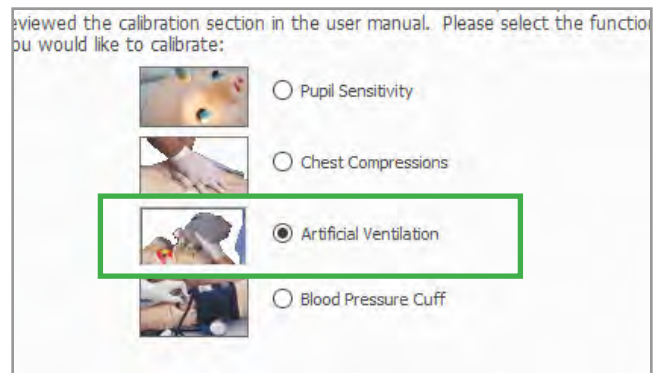 eviewed the calibration section in the user manual. Please select the function
ou would like to calibrate:
Pupil Sensitivity
Chest Compressions
Artificial Ventilation
Blood Pressure Cuff